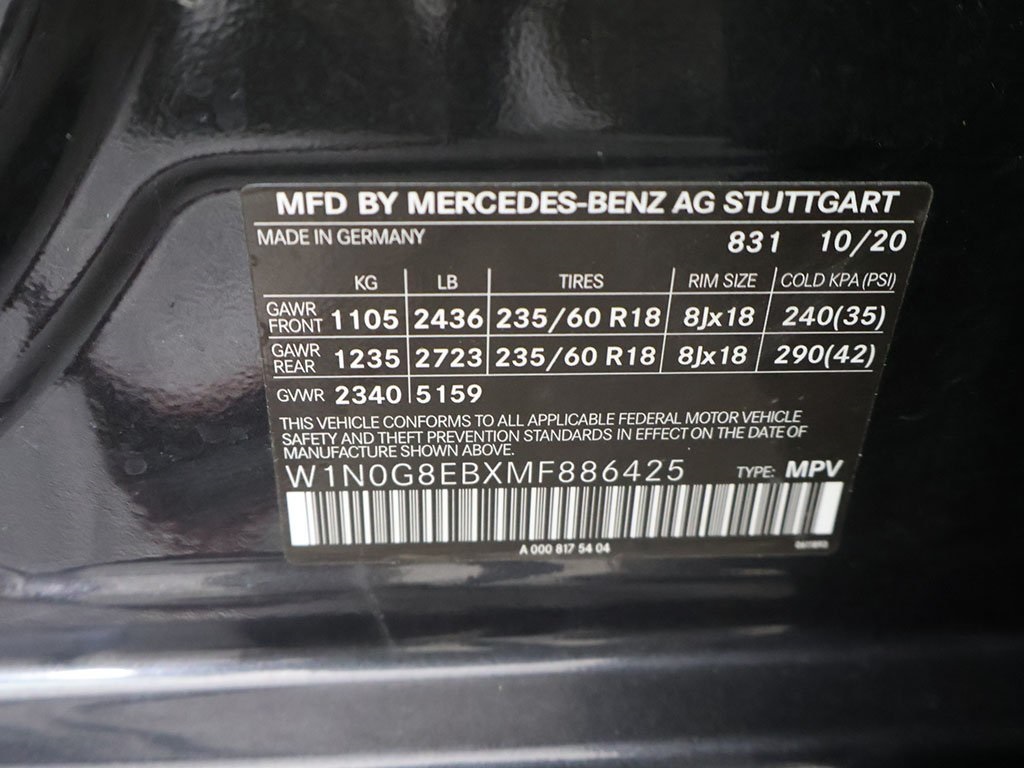 MFD BY MERCEDES-BENZ AG STUTTGART
MADE IN GERMANY 831 10/20
KG LB TIRES RIM SIZE COLD KPA (PSI)
GAWR FRONT 1105 2436 235/60 R18 8Jx18 240(35)
GAWR REAR 1235 2723 235/60 R18 8Jx18 290(42)
GVWR 2340 5159
THIS VEHICLE CONFORMS TO ALL APPLICABLE FEDERAL MOTOR VEHICLE
SAFETY AND THEFT PREVENTION STANDARDS IN EFFECT ON THE DATE OF
MANUFACTURE SHOWN ABOVE.
W1N0G8EBXMF886425 TYPE: MPV
A 000 817 54 04